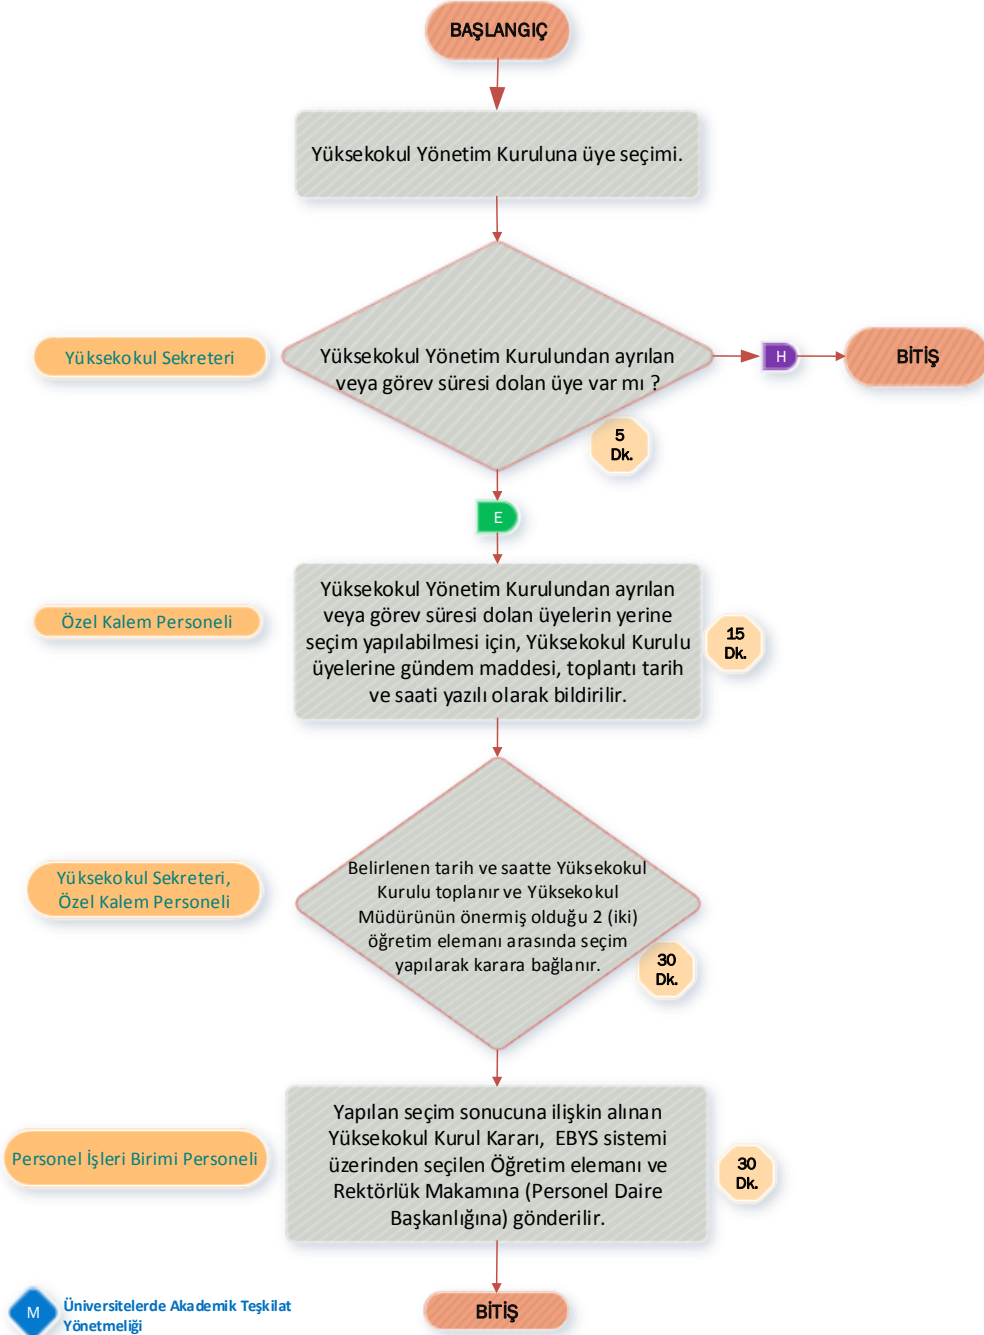 BAŞLANGIÇ
Yüksekokul Yönetim Kuruluna üye seçimi.
Yüksekokul Sekreteri
Yüksekokul Yönetim Kurulundan ayrılan
veya görev süresi dolan üye var mı ?
H
BİTİŞ
5
Dk.
E
Özel Kalem Personeli
Yüksekokul Yönetim Kurulundan ayrılan
veya görev süresi dolan üyelerin yerine
seçim yapılabilmesi için, Yüksekokul Kurulu
üyelerine gündem maddesi, toplantı tarih
ve saati yazılı olarak bildirilir.
15
Dk.
Yüksekokul Sekreteri,
Özel Kalem Personeli
Belirlenen tarih ve saatte Yüksekokul
Kurulu toplanır ve Yüksekokul
Müdürünün önermiş olduğu 2 (iki)
öğretim elemanı arasında seçim
yapılarak karara bağlanır.
30
Dk.
Personel İşleri Birimi Personeli
Yapılan seçim sonucuna ilişkin alınan
Yüksekokul Kurul Kararı, EBYS sistemi
üzerinden seçilen Öğretim elemanı ve
Rektörlük Makamına (Personel Daire
Başkanlığına) gönderilir.
30
Dk.
M
Üniversitelerde Akademik Teşkilat
Yönetmeliği
BİTİŞ